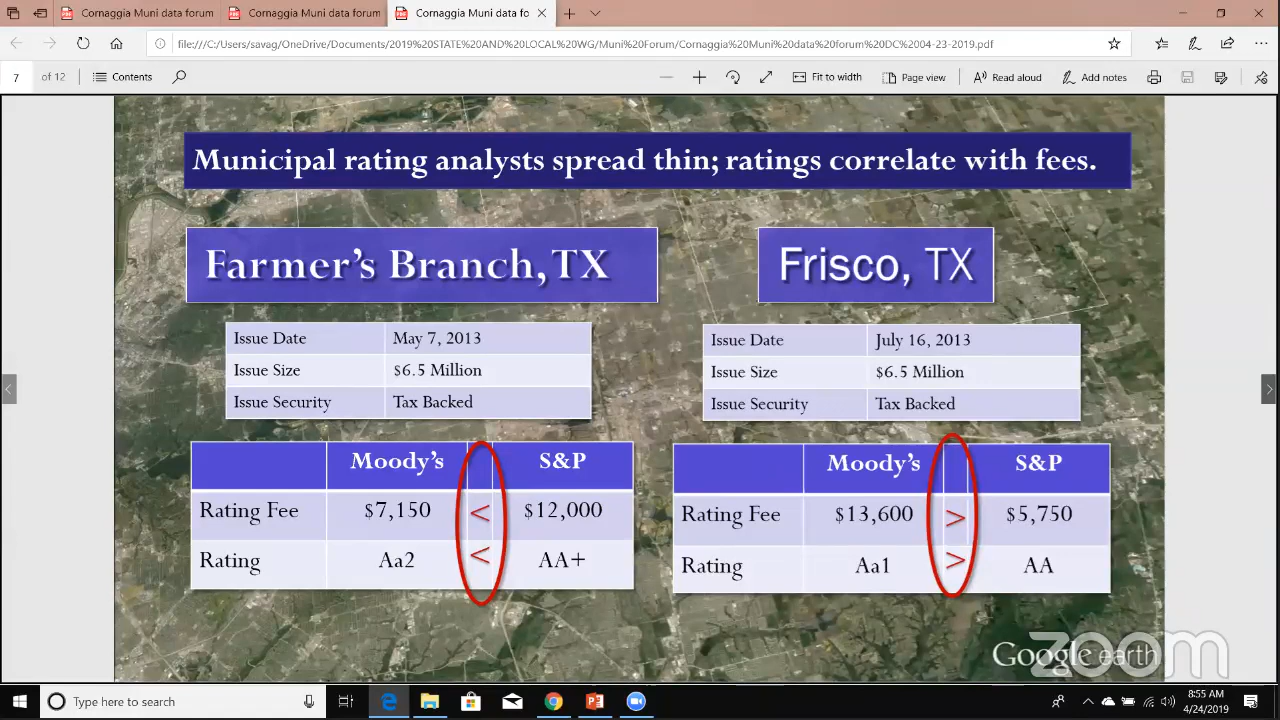 Cornaggia Muni data forum
Cornaggia Muni data fo
file:///C:/Users/savag/OneDrive/Documents/2019%20STATE%20AND%20LOCAL%20WG/Muni%20Forum/Cornaggia%20Muni%20data%20forum%20DC%2004-23-2019.pdf
7 of 12 Contents Fit to width Page view Read aloud Add notes
Municipal rating analysts spread thin; ratings correlate with fees.
Farmer's Branch, TX
Issue Date May 7, 2013
Issue Size $6.5 Million
Issue Security Tax Backed
Moody's S&P
Rating Fee $7,150 < $12,000
Rating Aa2 < AA+
Frisco, TX
Issue Date July 16, 2013
Issue Size $6.5 Million
Issue Security Tax Backed
Moody's S&P
Rating Fee $13,600 > $5,750
Rating Aa1 > AA
Google earth
zoom
Type here to search
8:55 AM
4/24/2019